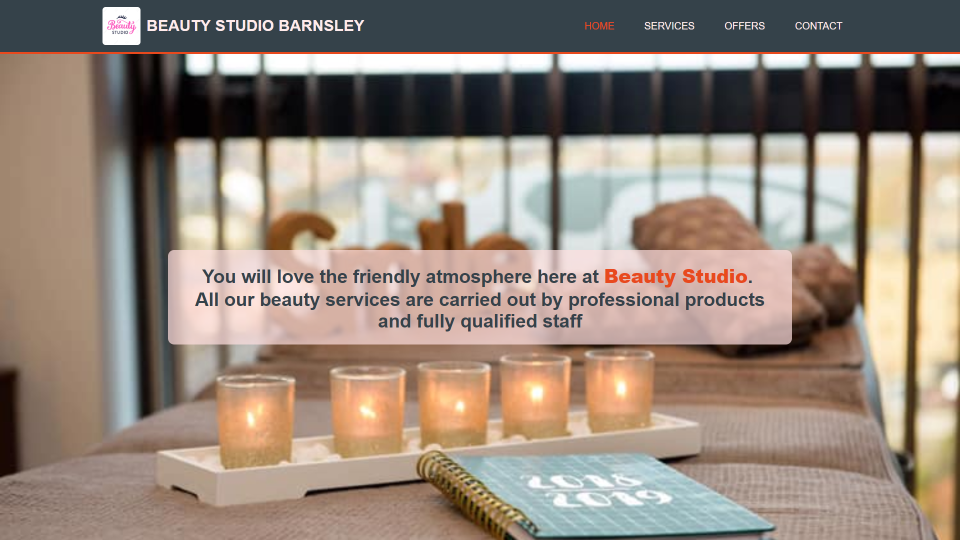 Beauty
STUDIO
BEAUTY STUDIO BARNSLEY
HOME
SERVICES
OFFERS
CONTACT
You will love the friendly atmosphere here at Beauty Studio.
All our beauty services are carried out by professional products
and fully qualified staff
2018
2019